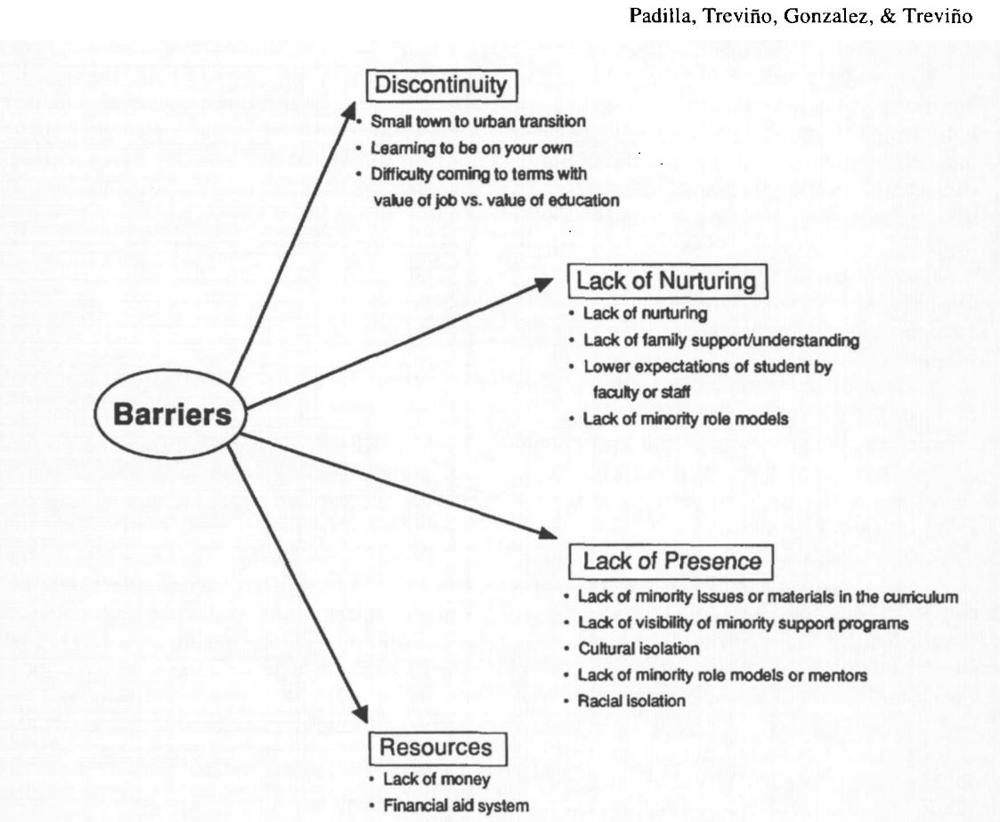 Padilla, Treviño, Gonzalez, & Treviño
Discontinuity
• Small town to urban transition
• Learning to be on your own
• Difficulty coming to terms with
value of job vs. value of education
Lack of Nurturing
• Lack of nurturing
• Lack of family support/understanding
• Lower expectations of student by
faculty or staff
• Lack of minority role models
Barriers
Lack of Presence
• Lack of minority issues or materials in the curriculum
• Lack of visibility of minority support programs
• Cultural isolation
• Lack of minority role models or mentors
• Racial isolation
Resources
• Lack of money
• Financial aid system